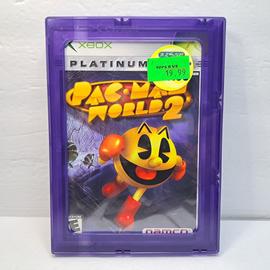 XBOX
PLATINUM
19.99
PAC-MAN
WORLD 2
E
namco